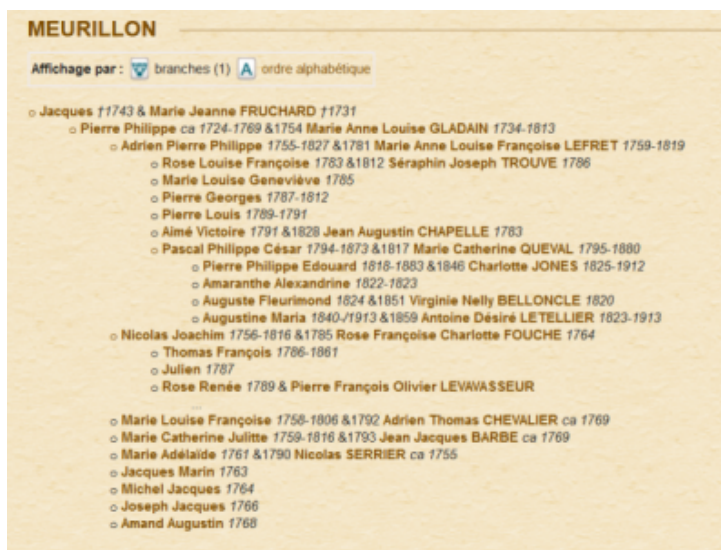 MEURILLON
Affichage par : branches (1) A ordre alphabétique
Jacques †1743 & Marie Jeanne FRUCHARD †1731
Pierre Philippe ca 1724-1769 &1754 Marie Anne Louise GLADAIN 1734-1813
Adrien Pierre Philippe 1755-1827 &1781 Marie Anne Louise Françoise LEFRET 1759-1819
Rose Louise Françoise 1783 &1812 Séraphin Joseph TROUVE 1786
Marie Louise Geneviève 1785
Pierre Georges 1787-1812
Pierre Louis 1789-1791
Aimé Victoire 1791 &1828 Jean Augustin CHAPELLE 1783
Pascal Philippe César 1794-1873 &1817 Marie Catherine QUEVAL 1795-1880
Pierre Philippe Edouard 1818-1883 &1846 Charlotte JONES 1825-1912
Amaranthe Alexandrine 1822-1823
Auguste Fleurimond 1824 &1851 Virginie Nelly BELLONCLE 1820
Augustine Maria 1840-/1913 &1859 Antoine Désiré LETELLIER 1823-1913
Nicolas Joachim 1756-1816 &1785 Rose Françoise Charlotte FOUCHE 1764
Thomas François 1786-1861
Julien 1787
Rose Renée 1789 & Pierre François Olivier LEVAVASSEUR
...
Marie Louise Françoise 1758-1806 &1792 Adrien Thomas CHEVALIER ca 1769
Marie Catherine Julitte 1759-1816 &1793 Jean Jacques BARBE ca 1769
Marie Adélaïde 1761 &1790 Nicolas SERRIER ca 1755
Jacques Marin 1763
Michel Jacques 1764
Joseph Jacques 1766
Amand Augustin 1768